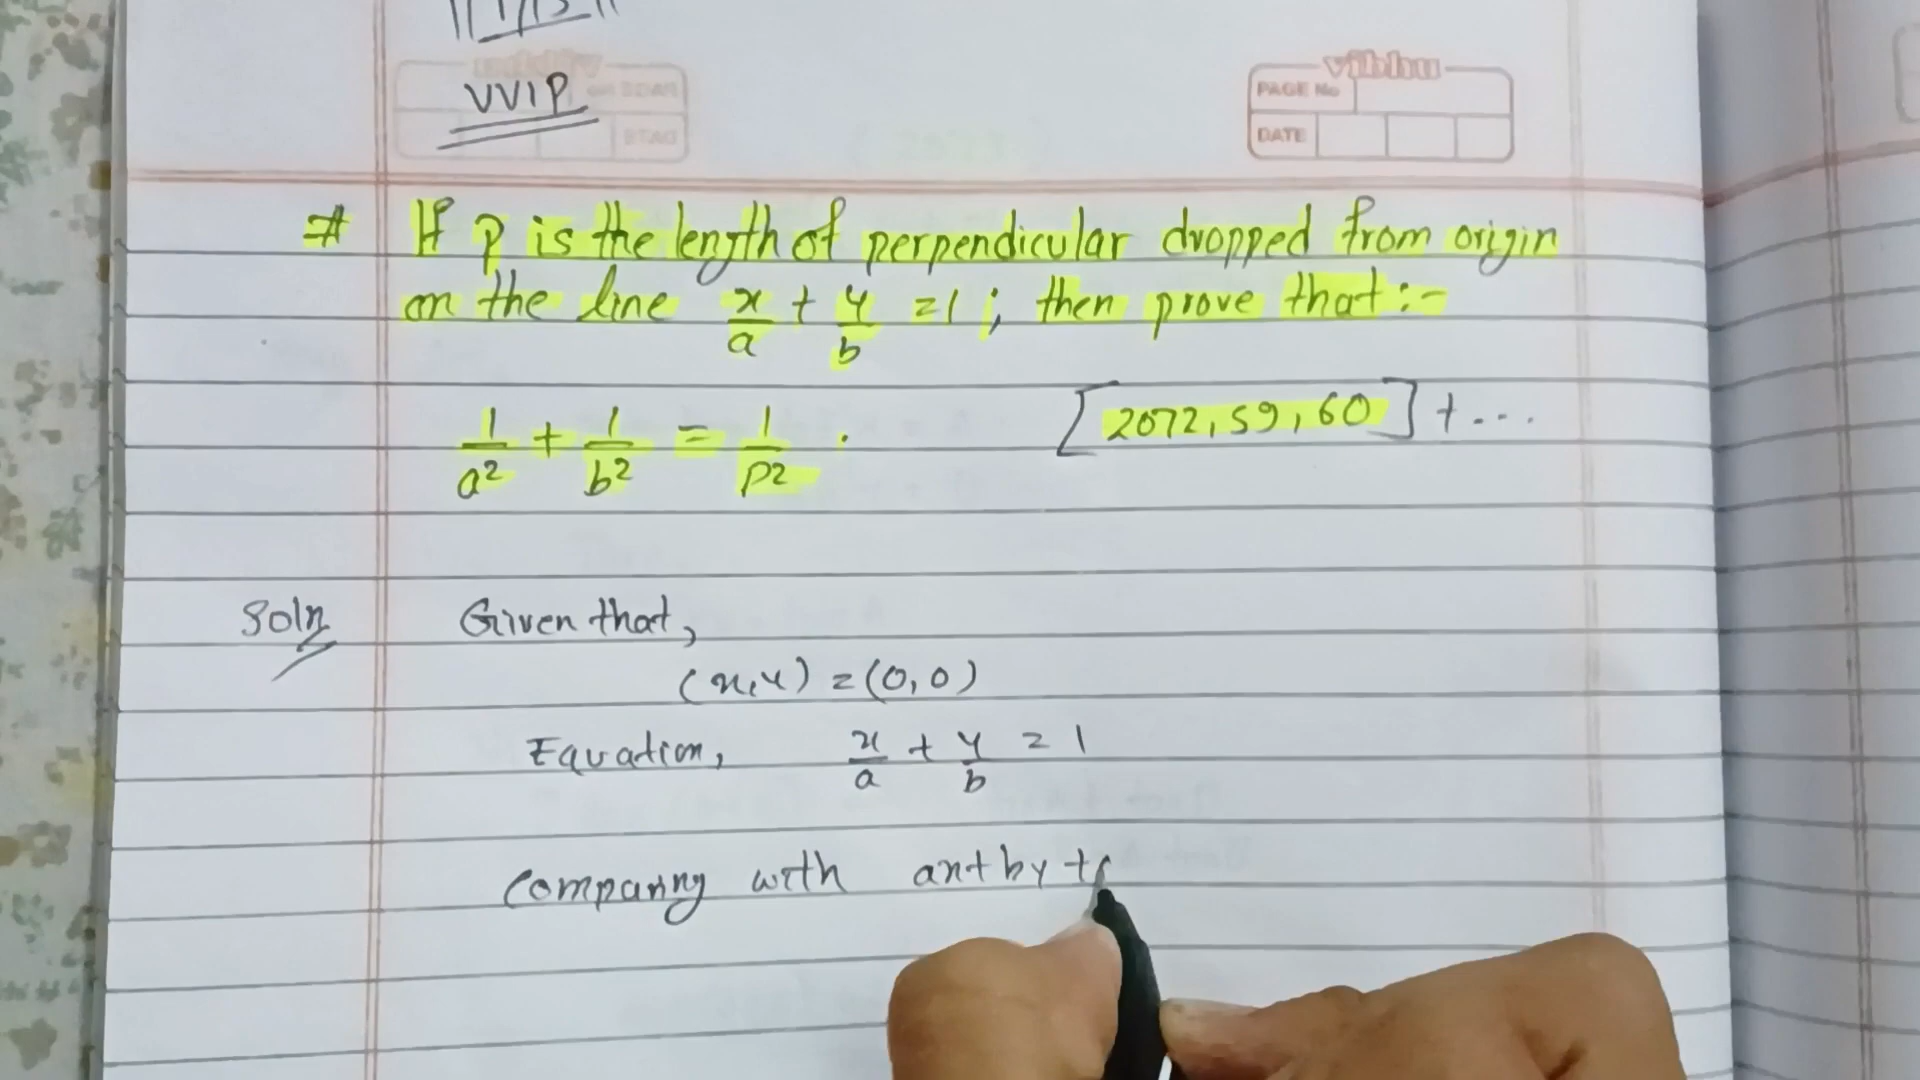 VVIP
vibhu
PAGE No
DATE
# If p is the length of perpendicular dropped from origin
on the line x/a + y/b = 1 ; then prove that :-
1/a² + 1/b² = 1/p² . [2072, 59, 60] + ...
Soln Given that,
(x, y) = (0, 0)
Equation, x/a + y/b = 1
Comparing with ax + by + c